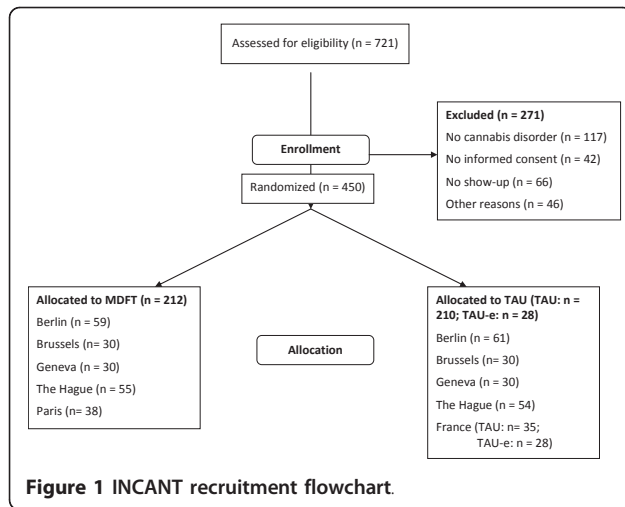 Assessed for eligibility (n = 721)
Excluded (n = 271)
No cannabis disorder (n = 117)
No informed consent (n = 42)
No show-up (n = 66)
Other reasons (n = 46)
Enrollment
Randomized (n = 450)
Allocated to MDFT (n = 212)
Berlin (n = 59)
Brussels (n= 30)
Geneva (n = 30)
The Hague (n = 55)
Paris (n= 38)
Allocation
Allocated to TAU (TAU: n =
210; TAU-e: n = 28)
Berlin (n = 61)
Brussels (n = 30)
Geneva (n = 30)
The Hague (n = 54)
France (TAU: n= 35;
TAU-e: n = 28)
Figure 1 INCANT recruitment flowchart.